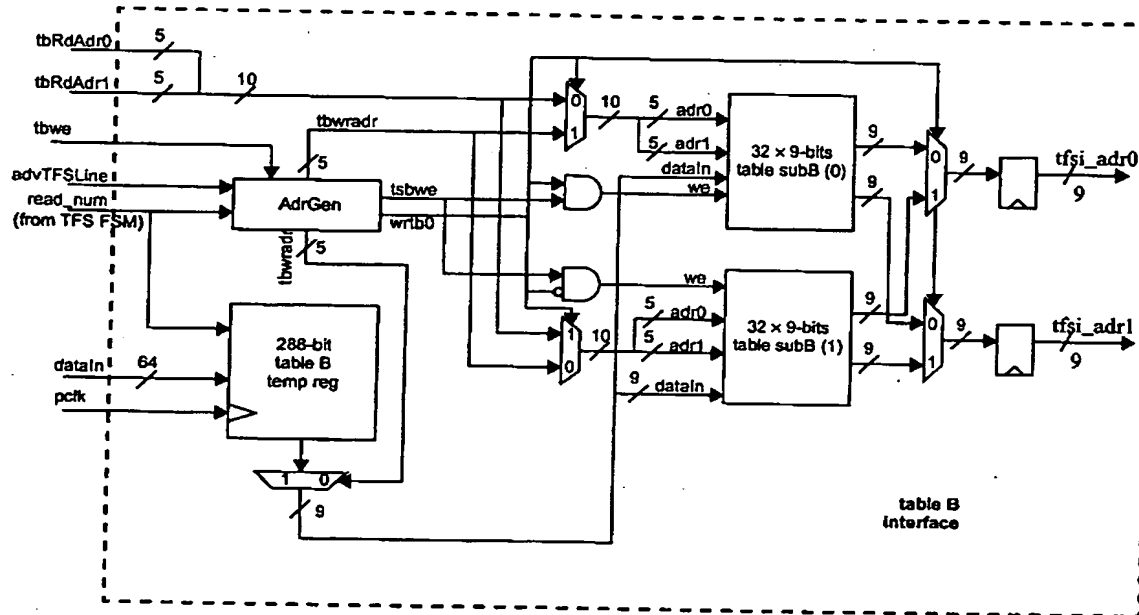 tbRdAdr0
5
tbRdAdr1
5
10
tbwe
tbwradr
5
advTFSLine
read_num
(from TFS FSM)
AdrGen
tsbwe
wrtb0
tbwradr
5
288-bit
table B
temp reg
dataIn
64
pclk
1 0
9
0
1
10
5
adr0
5
adr1
dataIn
we
32 × 9-bits
table subB (0)
9
9
0
1
9
tfsi_adr0
9
we
1
0
10
5
adr0
5
adr1
9
dataIn
32 × 9-bits
table subB (1)
9
9
0
1
9
tfsi_adr1
9
table B
interface